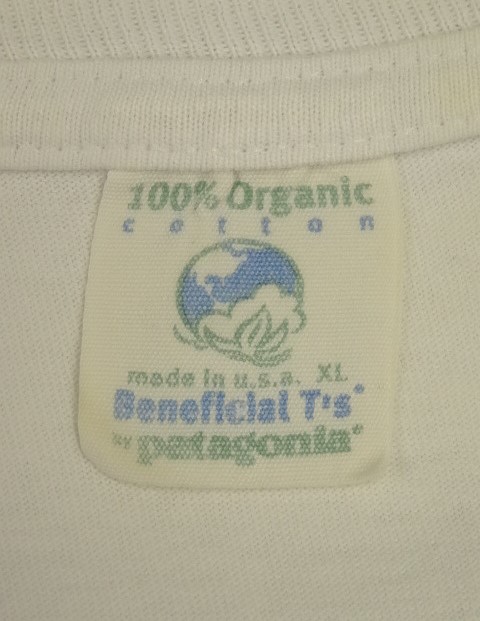 100% Organic
cotton
made in u.s.a. XL
Beneficial T's®
by patagonia®